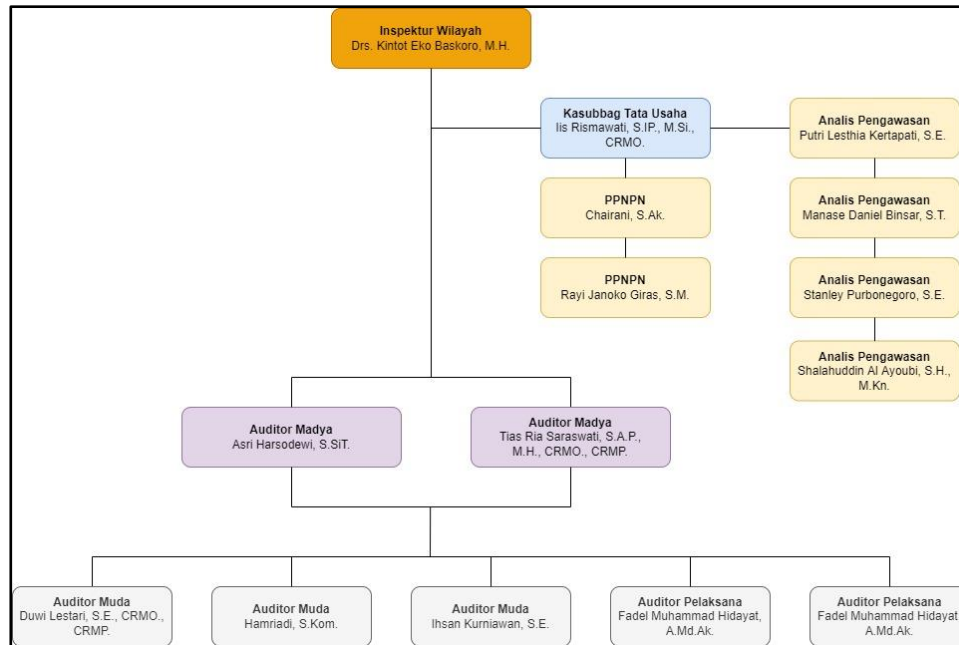 Inspektur Wilayah
Drs. Kintot Eko Baskoro, M.H.
Kasubbag Tata Usaha
Iis Rismawati, S.IP., M.Si.,
CRMO.
Analis Pengawasan
Putri Lesthia Kertapati, S.E.
PPNPN
Chairani, S.Ak.
Analis Pengawasan
Manase Daniel Binsar, S.T.
PPNPN
Rayi Janoko Giras, S.M.
Analis Pengawasan
Stanley Purbonegoro, S.E.
Analis Pengawasan
Shalahuddin Al Ayoubi, S.H.,
M.Kn.
Auditor Madya
Asri Harsodewi, S.SiT.
Auditor Madya
Tias Ria Saraswati, S.A.P.,
M.H., CRMO., CRMP.
Auditor Muda
Duwi Lestari, S.E., CRMO.,
CRMP.
Auditor Muda
Hamriadi, S.Kom.
Auditor Muda
Ihsan Kurniawan, S.E.
Auditor Pelaksana
Fadel Muhammad Hidayat,
A.Md.Ak.
Auditor Pelaksana
Fadel Muhammad Hidayat,
A.Md.Ak.